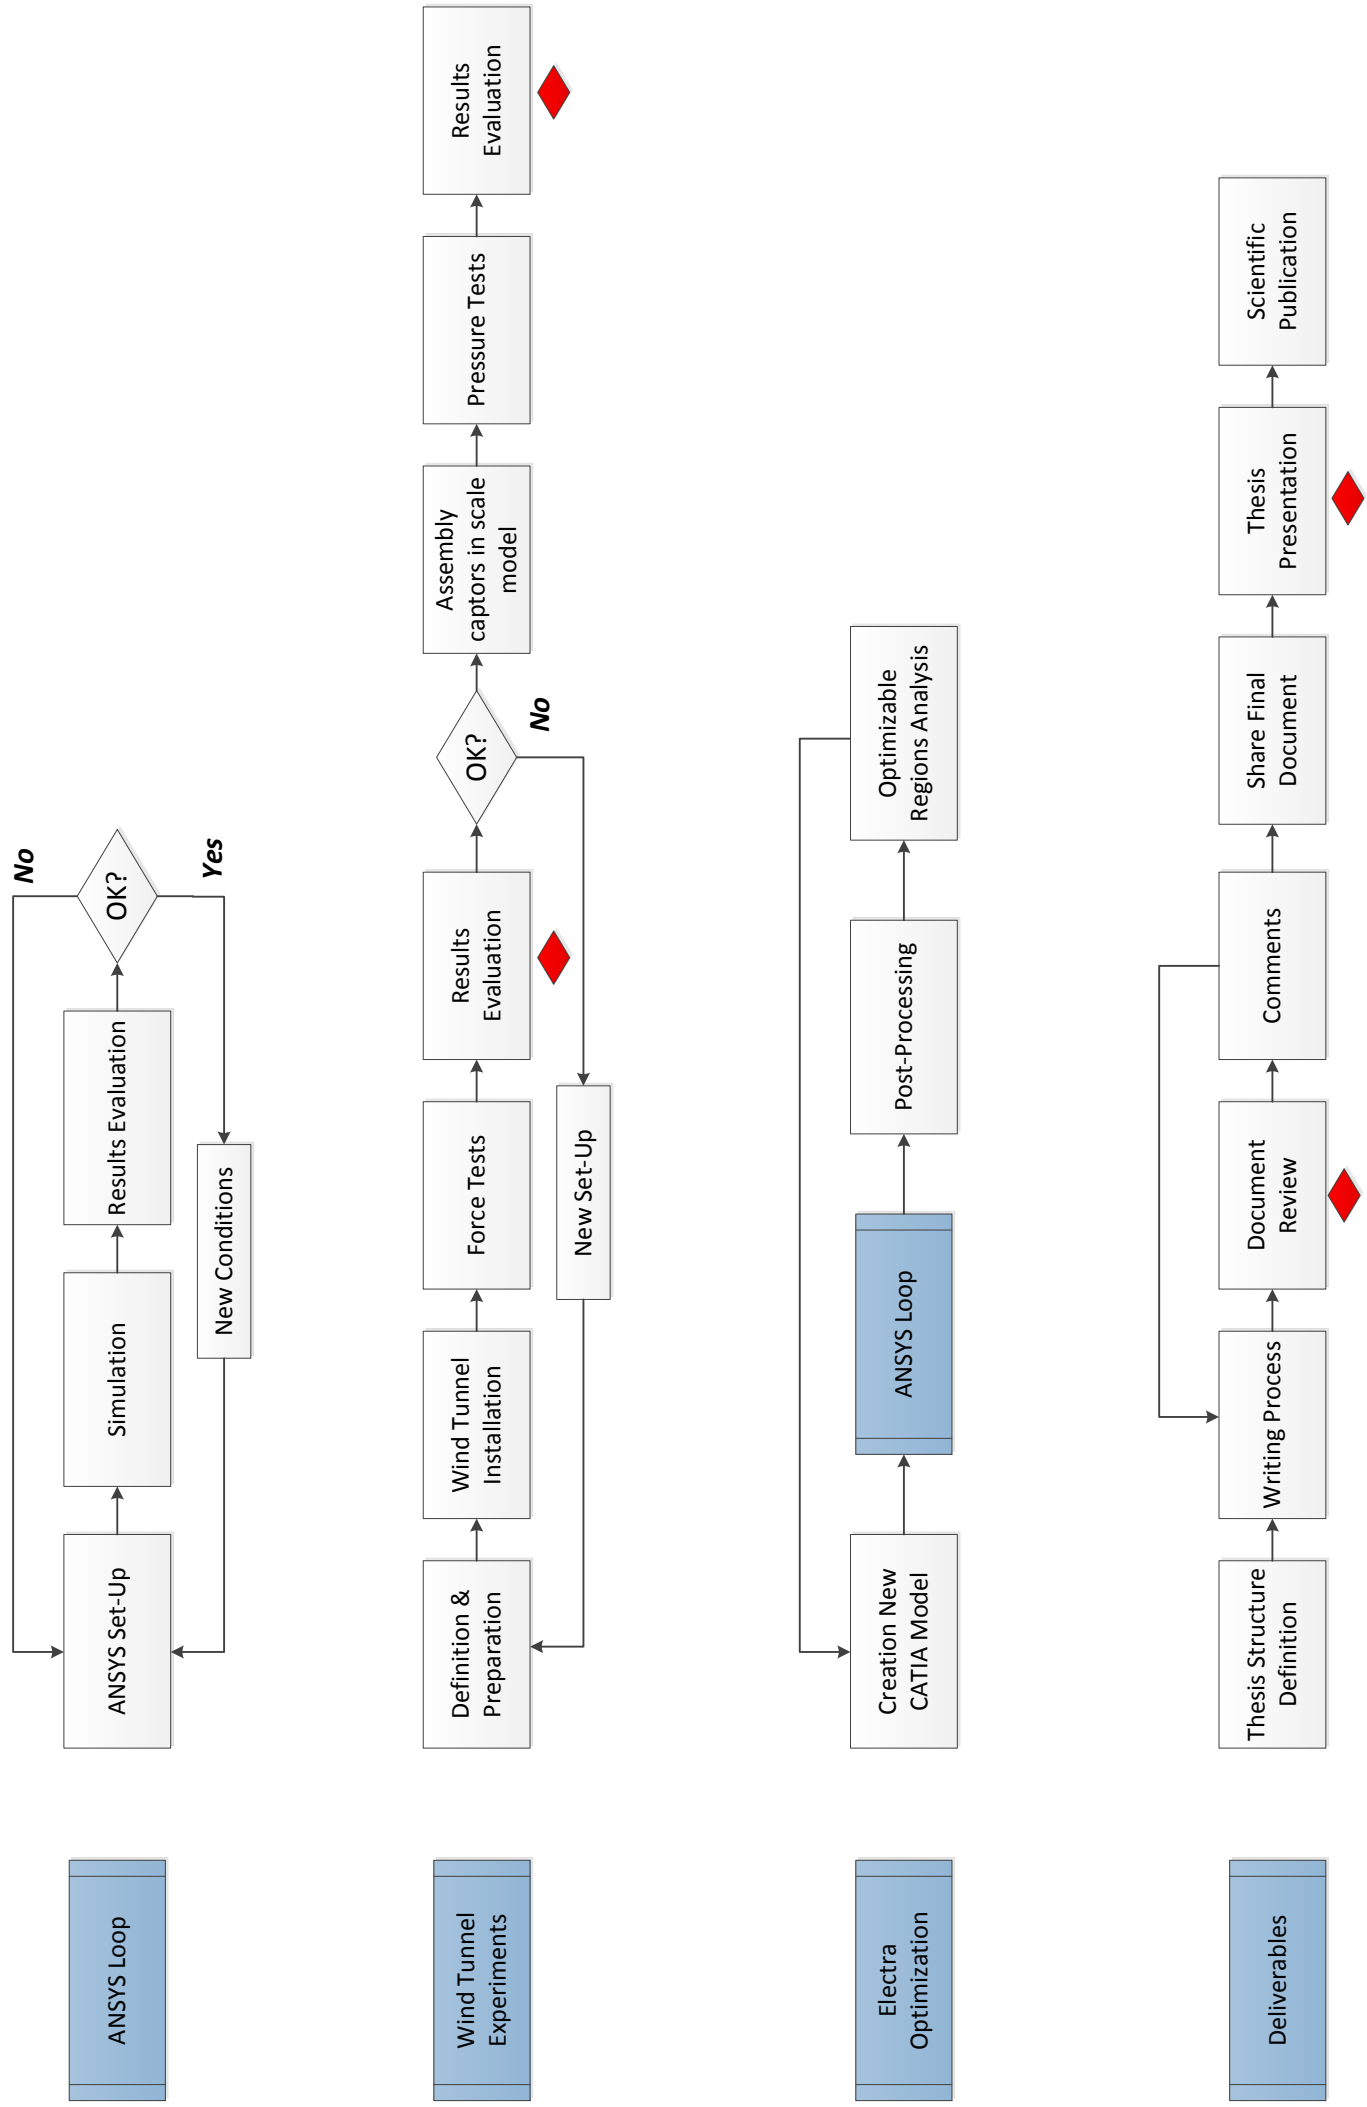 ANSYS Loop
ANSYS Set-Up
Simulation
Results Evaluation
OK?
No
Yes
New Conditions
Wind Tunnel
Experiments
Definition &
Preparation
Wind Tunnel
Installation
Force Tests
Results
Evaluation
OK?
No
New Set-Up
Assembly
captors in scale
model
Pressure Tests
Results
Evaluation
Electra
Optimization
Creation New
CATIA Model
ANSYS Loop
Post-Processing
Optimizable
Regions Analysis
Deliverables
Thesis Structure
Definition
Writing Process
Document
Review
Comments
Share Final
Document
Thesis
Presentation
Scientific
Publication